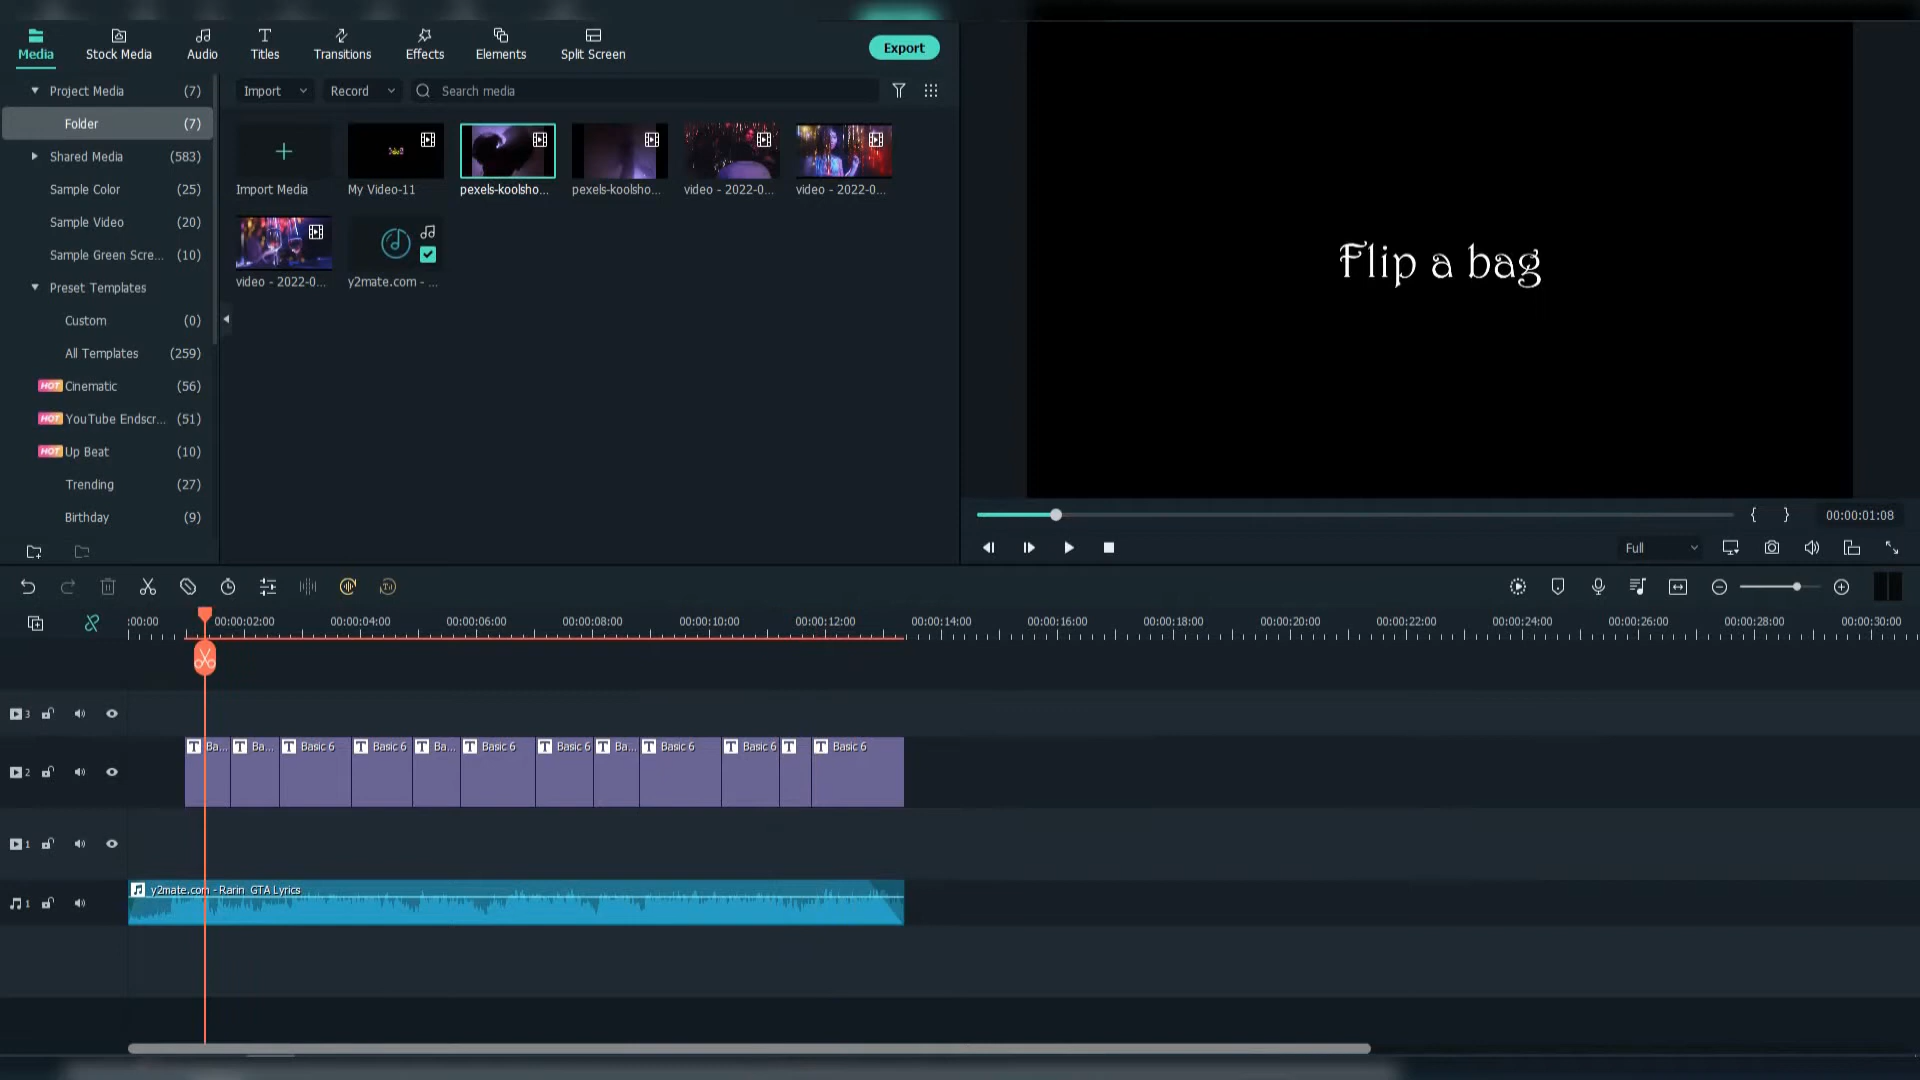 Media
Stock Media
Audio
Titles
Transitions
Effects
Elements
Split Screen
Export
Project Media (7)
Folder (7)
Shared Media (583)
Sample Color (25)
Sample Video (20)
Sample Green Scre... (10)
Preset Templates
Custom (0)
All Templates (259)
HOT Cinematic (56)
HOT YouTube Endscr... (51)
HOT Up Beat (10)
Trending (27)
Birthday (9)
Import
Record
Search media
Import Media
My Video-11
pexels-koolsho...
pexels-koolsho...
video - 2022-0...
video - 2022-0...
video - 2022-0...
y2mate.com - ...
Flip a bag
{ }
00:00:01:08
Full
:00:00
00:00:02:00
00:00:04:00
00:00:06:00
00:00:08:00
00:00:10:00
00:00:12:00
00:00:14:00
00:00:16:00
00:00:18:00
00:00:20:00
00:00:22:00
00:00:24:00
00:00:26:00
00:00:28:00
00:00:30:00
3
2
T Ba...
T Ba...
T Basic 6
T Basic 6
T Ba...
T Basic 6
T Basic 6
T Ba...
T Basic 6
T Basic 6
T
T Basic 6
1
1
y2mate.com - Rarin GTA Lyrics